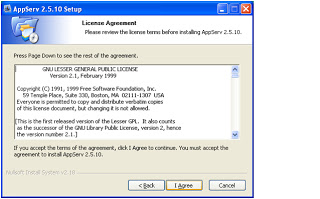 AppServ 2.5.10 Setup
License Agreement
Please review the license terms before installing AppServ 2.5.10.
Press Page Down to see the rest of the agreement.
GNU LESSER GENERAL PUBLIC LICENSE
Version 2.1, February 1999
Copyright (C) 1991, 1999 Free Software Foundation, Inc.
59 Temple Place, Suite 330, Boston, MA 02111-1307 USA
Everyone is permitted to copy and distribute verbatim copies
of this license document, but changing it is not allowed.
[This is the first released version of the Lesser GPL. It also counts
as the successor of the GNU Library Public License, version 2, hence
the version number 2.1.]
If you accept the terms of the agreement, click I Agree to continue. You must accept the
agreement to install AppServ 2.5.10.
Nullsoft Install System v2.18
< Back I Agree Cancel